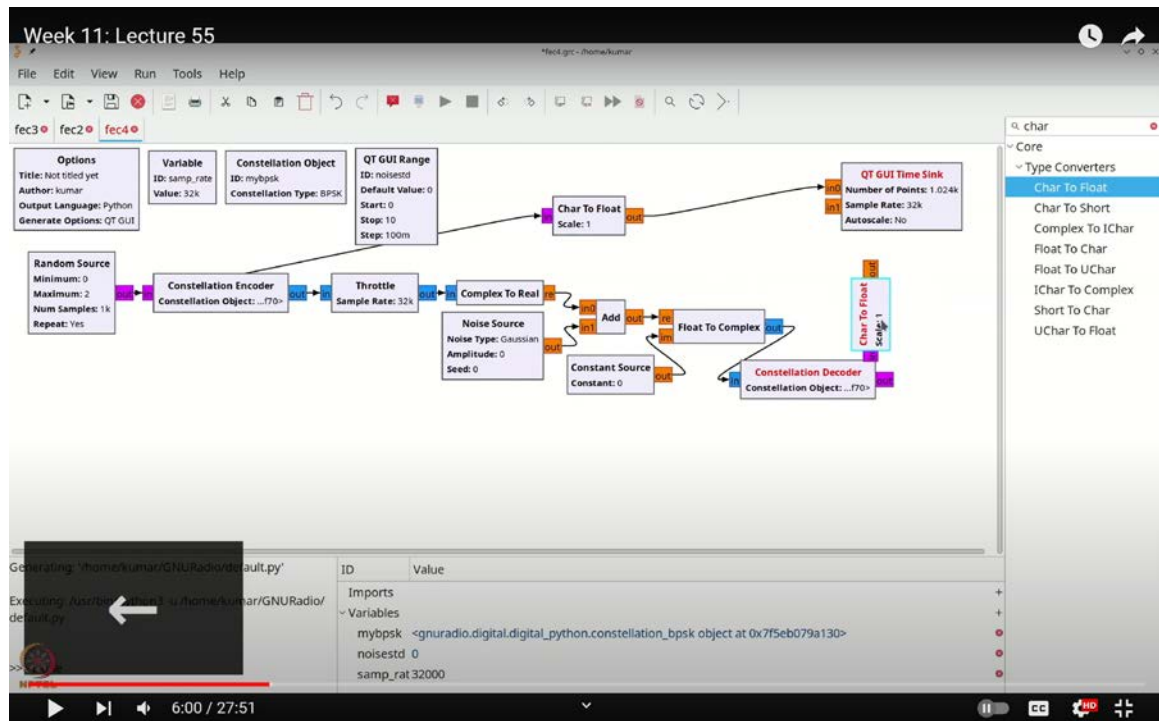 Week 11: Lecture 55
*fec4.grc - /home/kumar
File Edit View Run Tools Help
fec3 fec2 fec4
char
Core
Type Converters
Char To Float
Char To Short
Complex To IChar
Float To Char
Float To UChar
IChar To Complex
Short To Char
UChar To Float
Options
Title: Not titled yet
Author: kumar
Output Language: Python
Generate Options: QT GUI
Variable
ID: samp_rate
Value: 32k
Constellation Object
ID: mybpsk
Constellation Type: BPSK
QT GUI Range
ID: noisestd
Default Value: 0
Start: 0
Stop: 10
Step: 100m
in Char To Float out
Scale: 1
QT GUI Time Sink
in0 Number of Points: 1.024k
in1 Sample Rate: 32k
Autoscale: No
Random Source
Minimum: 0
Maximum: 2
Num Samples: 1k
Repeat: Yes
out
in
Constellation Encoder
Constellation Object: ...f70>
out
in
Throttle
Sample Rate: 32k
out
in Complex To Real re
Noise Source
Noise Type: Gaussian
Amplitude: 0
Seed: 0
out
in0
in1
Add out
re
im
Float To Complex out
Constant Source
Constant: 0
out
out
Char To Float
Scale: 1
in
in
Constellation Decoder
Constellation Object: ...f70>
out
Generating: '/home/kumar/GNURadio/default.py'
Executing: /usr/bin/python3 -u /home/kumar/GNURadio/
default.py
>>
ID Value
Imports
Variables
mybpsk <gnuradio.digital.digital_python.constellation_bpsk object at 0x7f5eb079a130>
noisestd 0
samp_rat 32000
NPTEL
6:00 / 27:51
CC
HD